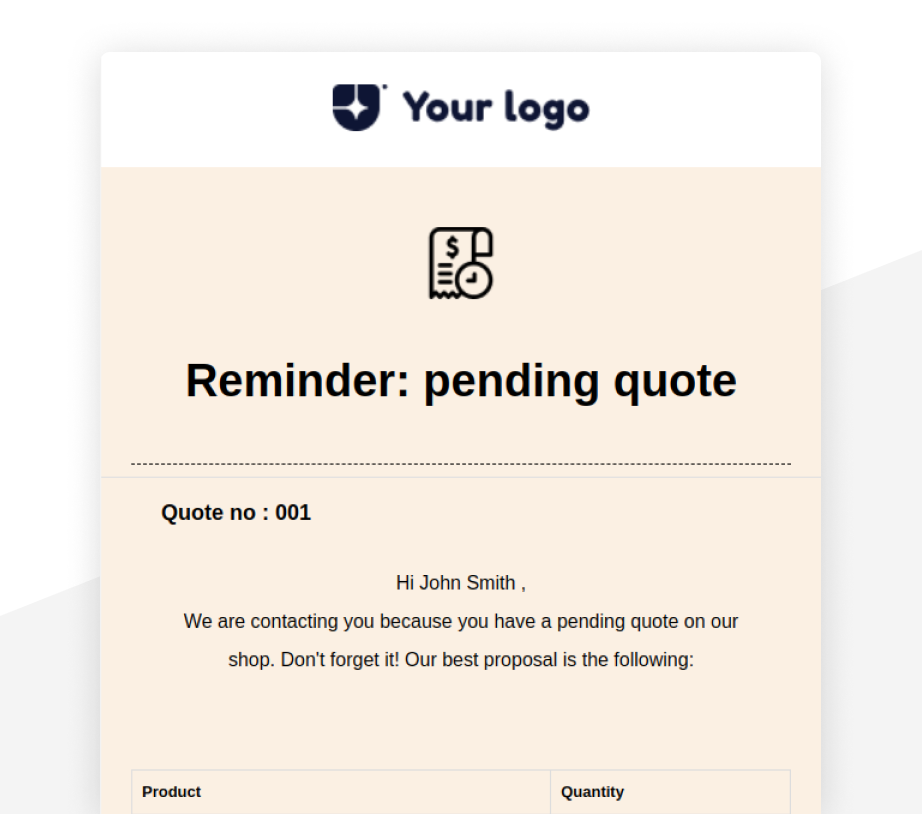 Your logo
$
Reminder: pending quote
Quote no : 001
Hi John Smith ,
We are contacting you because you have a pending quote on our
shop. Don't forget it! Our best proposal is the following:
Product Quantity